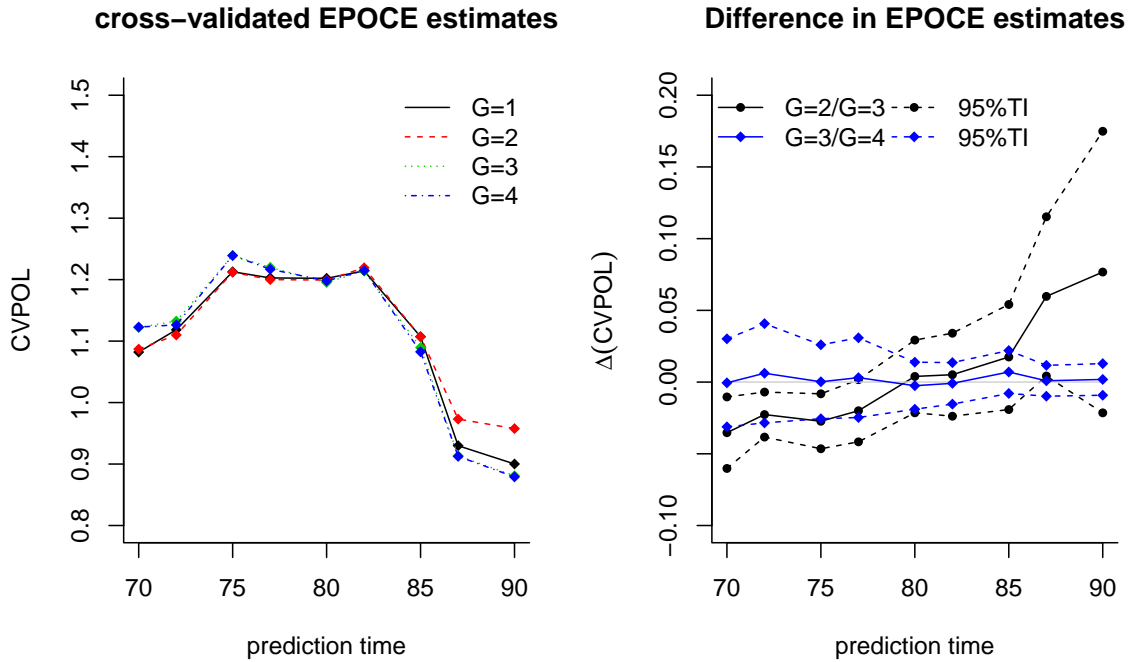 cross−validated EPOCE estimates
1.5
1.4
1.3
1.2
1.1
1.0
0.9
0.8
CVPOL
G=1
G=2
G=3
G=4
70 75 80 85 90
prediction time
Difference in EPOCE estimates
0.20
0.15
0.10
0.05
0.00
−0.10
Δ(CVPOL)
G=2/G=3 95%TI
G=3/G=4 95%TI
70 75 80 85 90
prediction time